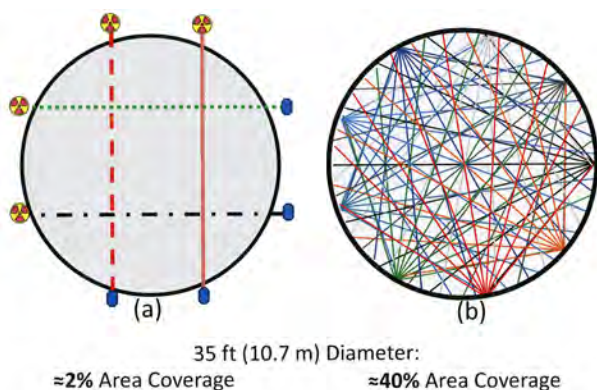 (a)
(b)
35 ft (10.7 m) Diameter:
≈2% Area Coverage
≈40% Area Coverage